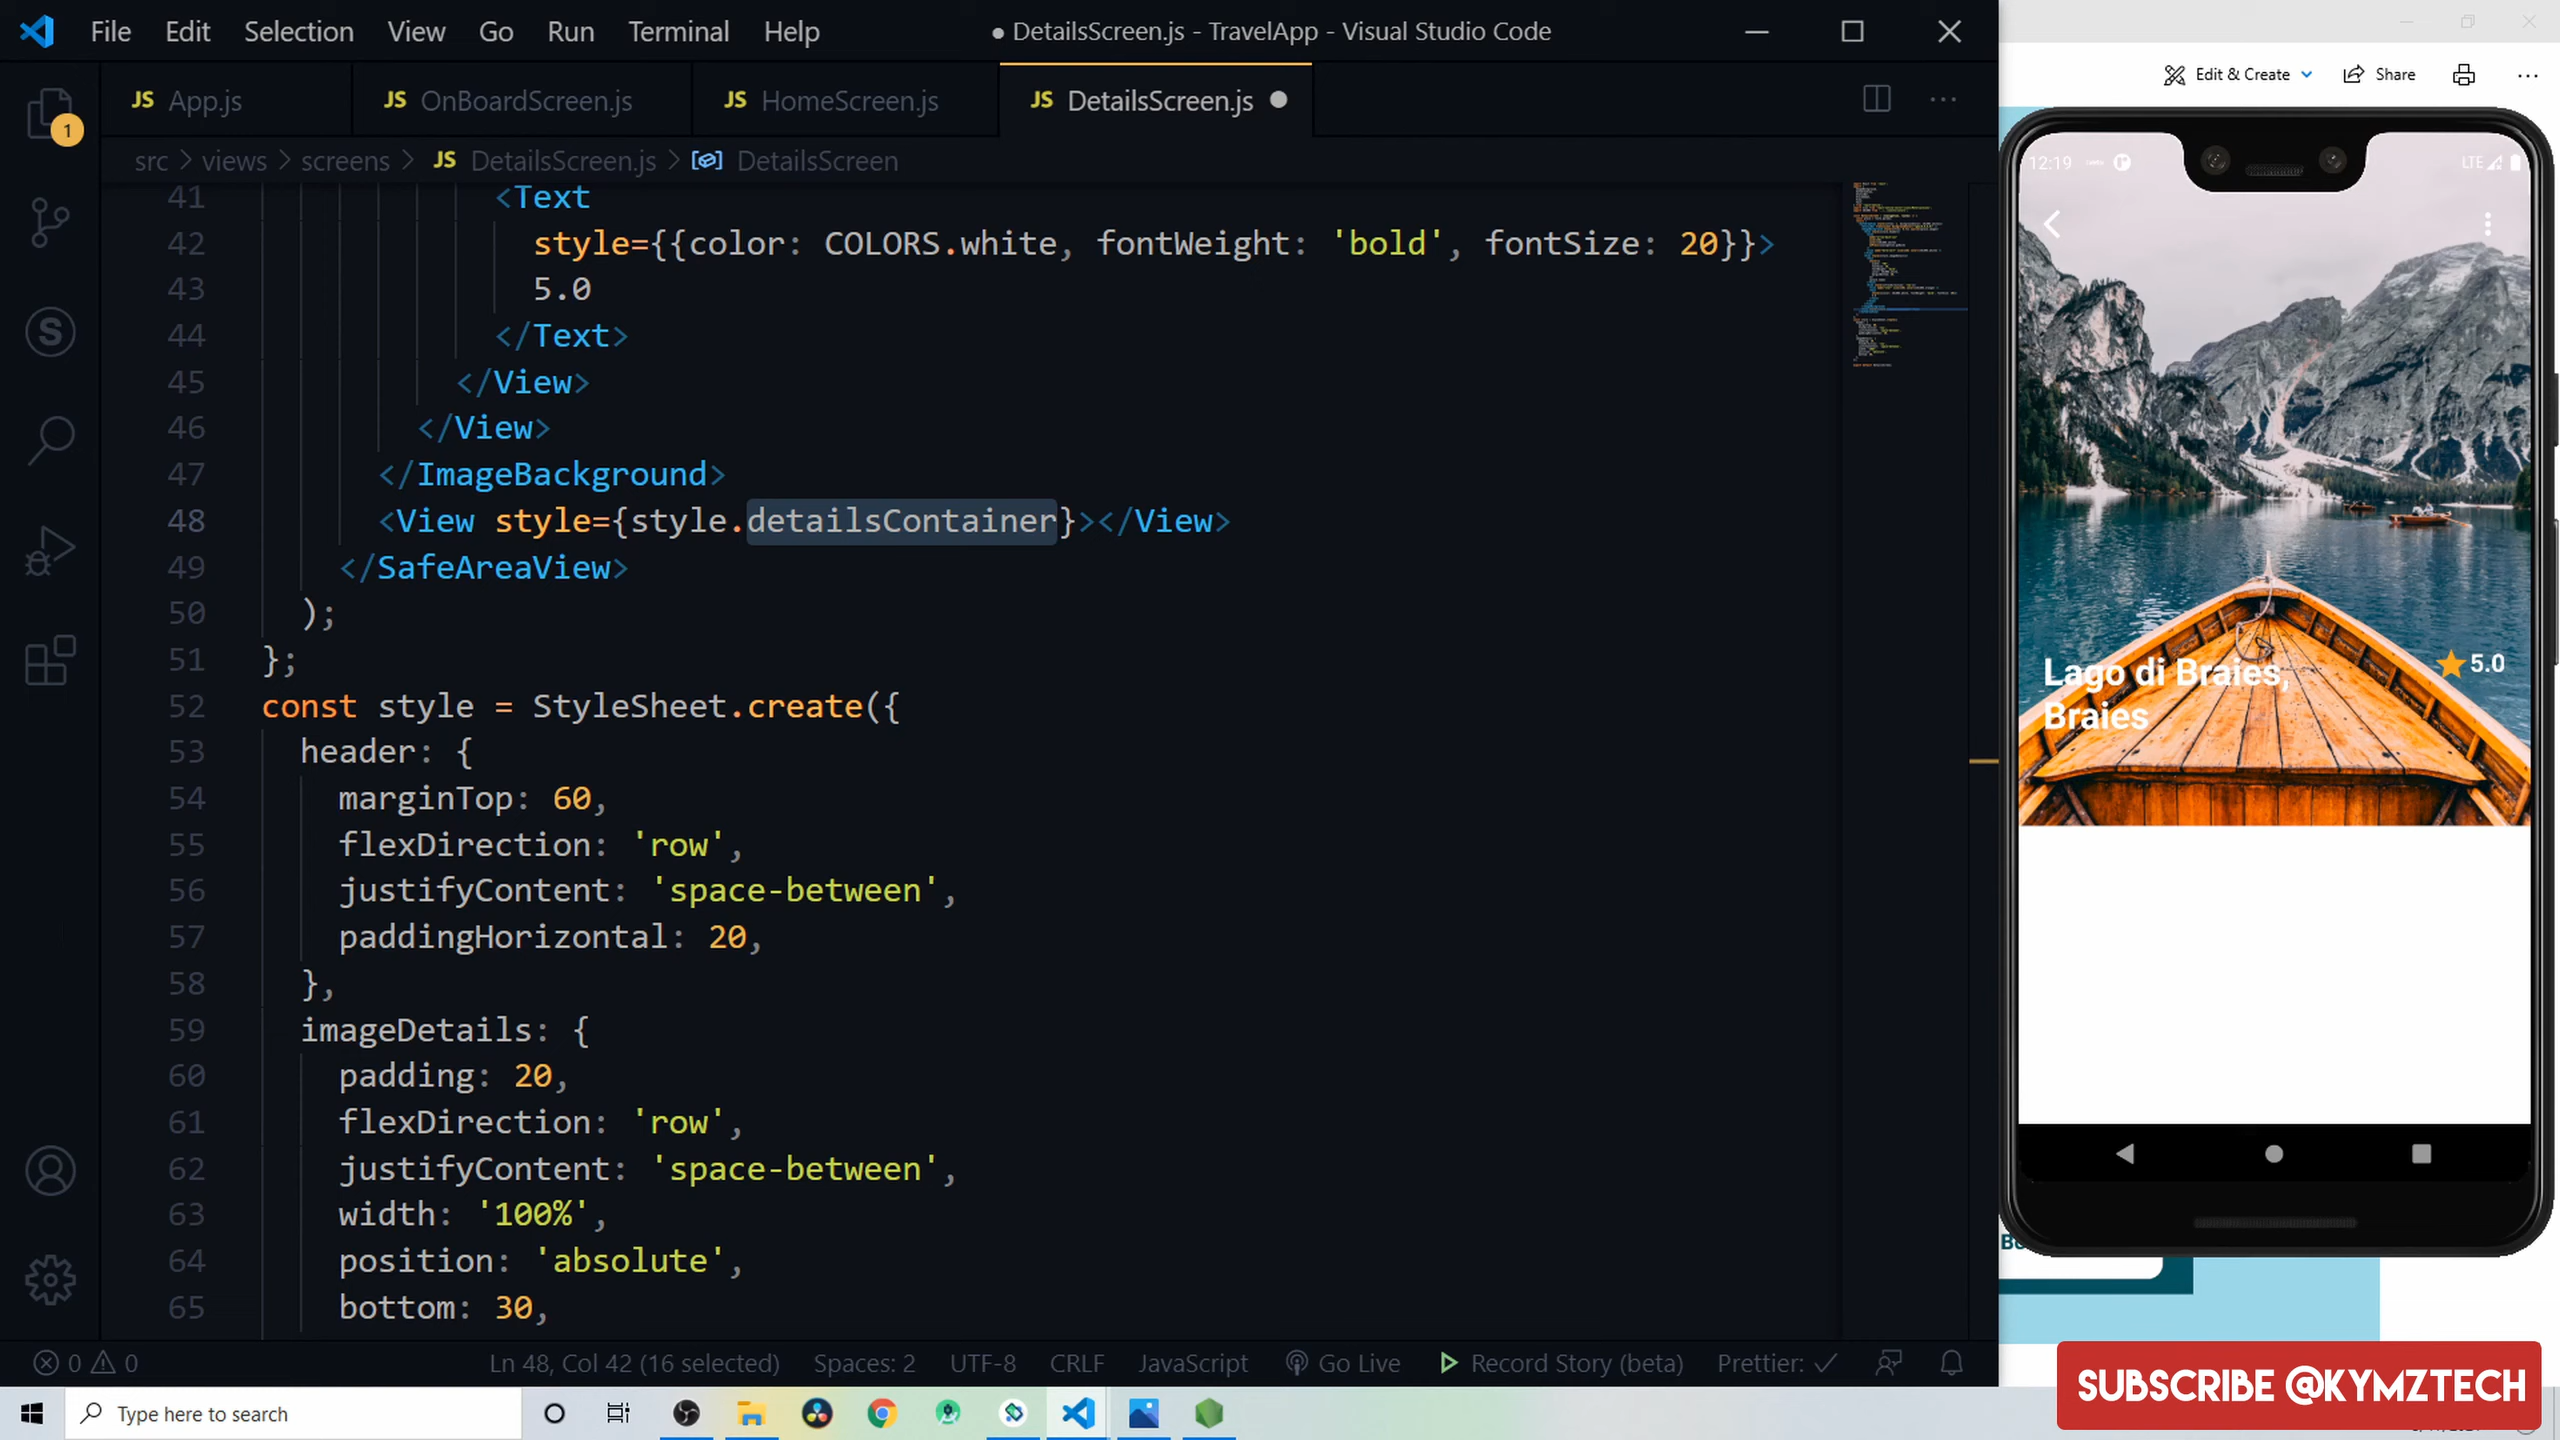 File Edit Selection View Go Run Terminal Help ● DetailsScreen.js - TravelApp - Visual Studio Code
JS App.js JS OnBoardScreen.js JS HomeScreen.js JS DetailsScreen.js
Edit & Create Share
src > views > screens > JS DetailsScreen.js > DetailsScreen
1
41 <Text
42 style={{color: COLORS.white, fontWeight: 'bold', fontSize: 20}}>
43 5.0
44 </Text>
45 </View>
46 </View>
47 </ImageBackground>
48 <View style={style.detailsContainer}></View>
49 </SafeAreaView>
50 );
51 };
52 const style = StyleSheet.create({
53 header: {
54 marginTop: 60,
55 flexDirection: 'row',
56 justifyContent: 'space-between',
57 paddingHorizontal: 20,
58 },
59 imageDetails: {
60 padding: 20,
61 flexDirection: 'row',
62 justifyContent: 'space-between',
63 width: '100%',
64 position: 'absolute',
65 bottom: 30,
12:19 LTE
Lago di Braies,
Braies
5.0
0 0 Ln 48, Col 42 (16 selected) Spaces: 2 UTF-8 CRLF JavaScript Go Live Record Story (beta) Prettier: ✓
Type here to search
SUBSCRIBE @KYMZTECH